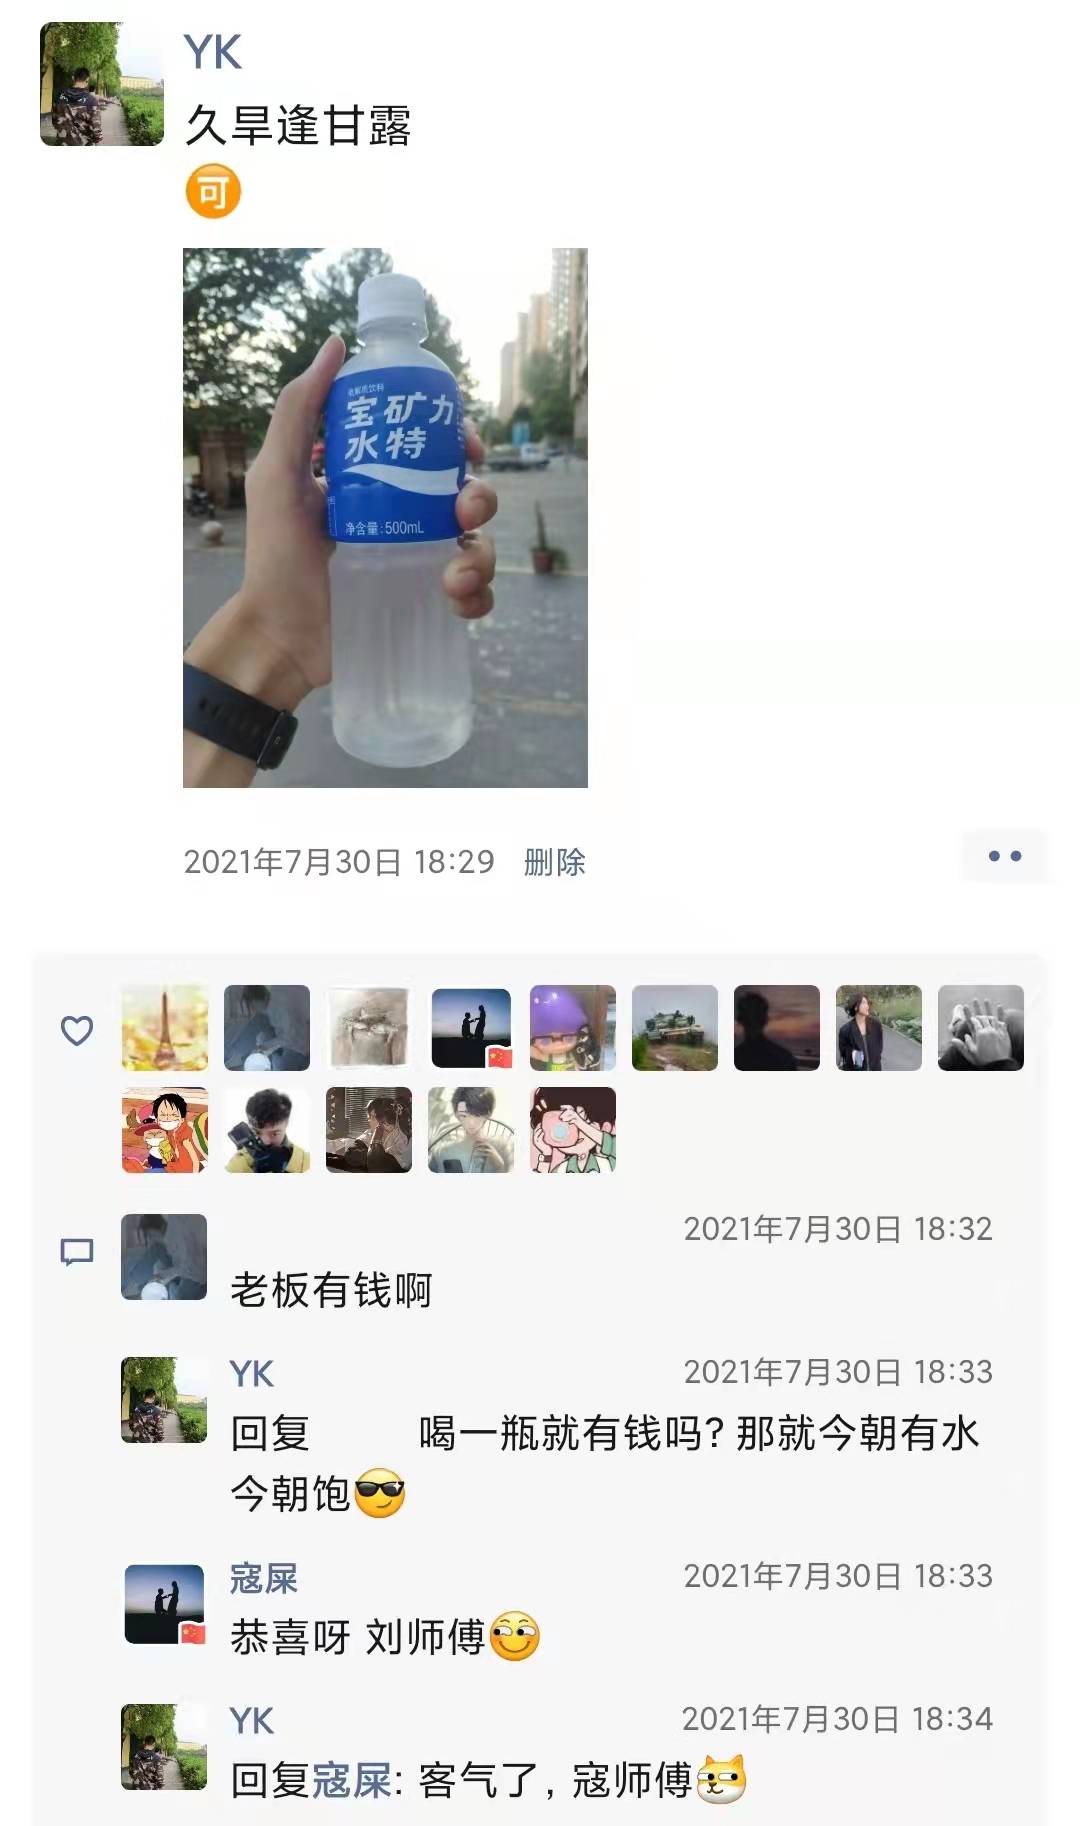 YK
久旱逢甘露
可
电解质饮料
宝矿力
水特
净含量:500mL
2021年7月30日 18:29 删除
2021年7月30日 18:32
老板有钱啊
YK 2021年7月30日 18:33
回复 喝一瓶就有钱吗?那就今朝有水
今朝饱
寇屎 2021年7月30日 18:33
恭喜呀 刘师傅
YK 2021年7月30日 18:34
回复寇屎: 客气了, 寇师傅